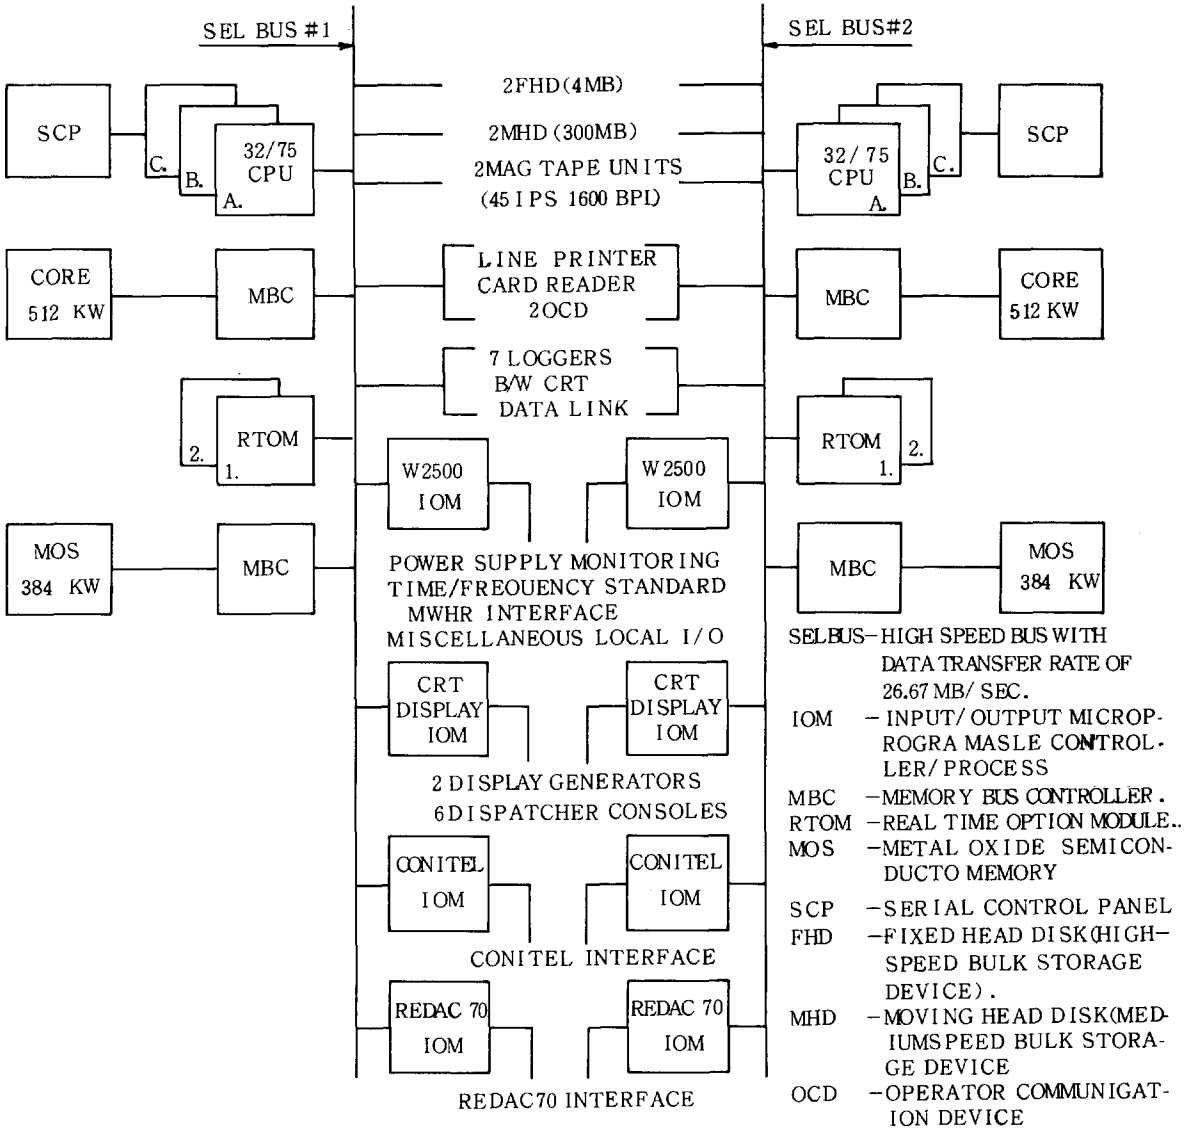 SEL BUS #1
SEL BUS#2
2FHD(4MB)
2MHD(300MB)
2MAG TAPE UNITS
(45IPS 1600 BPI)
SCP
C.
B.
32/75
CPU
A.
32/75
CPU
A.
B.
C.
SCP
CORE
512 KW
MBC
LINE PRINTER
CARD READER
2OCD
MBC
CORE
512 KW
7 LOGGERS
B/W CRT
DATA LINK
2.
RTOM
1.
RTOM
1.
2.
W2500
IOM
W2500
IOM
MOS
384 KW
MBC
POWER SUPPLY MONITORING
TIME/FREOUENCY STANDARD
MWHR INTERFACE
MISCELLANEOUS LOCAL I/O
MBC
MOS
384 KW
CRT
DISPLAY
IOM
CRT
DISPLAY
IOM
2 DISPLAY GENERATORS
6DISPATCHER CONSOLES
CONITEL
IOM
CONITEL
IOM
CONITEL INTERFACE
REDAC 70
IOM
REDAC 70
IOM
REDAC70 INTERFACE
SELBUS—HIGH SPEED BUS WITH
DATA TRANSFER RATE OF
26.67 MB/SEC.
IOM —INPUT/OUTPUT MICROP-
ROGRA MASLE CONTROL-
LER/PROCESS
MBC —MEMORY BUS CONTROLLER.
RTOM —REAL TIME OPTION MODULE..
MOS —METAL OXIDE SEMICON-
DUCTO MEMORY
SCP —SERIAL CONTROL PANEL
FHD —FIXED HEAD DISK(HIGH—
SPEED BULK STORAGE
DEVICE).
MHD —MOVING HEAD DISK(MED-
IUMSPEED BULK STORA-
GE DEVICE
OCD —OPERATOR COMMUNIGAT-
ION DEVICE